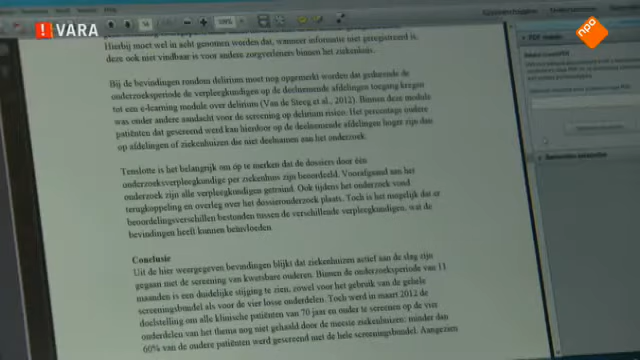 VARA
npo
Hierbij moet wel in acht genomen worden dat, wanneer informatie niet geregistreerd is,
deze ook niet vindbaar is voor andere zorgverleners binnen het ziekenhuis.
Bij de bevindingen rondom delirium moet nog opgemerkt worden dat gedurende de
onderzoeksperiode de verpleegkundigen op de deelnemende afdelingen toegang kregen
tot een e-learning module over delirium (Van de Steeg et al., 2012). Binnen deze module
was onder andere aandacht voor de screening op delirium risico. Het percentage oudere
patiënten dat gescreend werd kan hierdoor op de deelnemende afdelingen hoger zijn dan
op afdelingen of ziekenhuizen die niet deelnamen aan het onderzoek.
Tenslotte is het belangrijk om op te merken dat de dossiers door één
onderzoeksverpleegkundige per ziekenhuis zijn beoordeeld. Voorafgaand aan het
onderzoek zijn alle verpleegkundigen getraind. Ook tijdens het onderzoek vond
terugkoppeling en overleg over het dossieronderzoek plaats. Toch is het mogelijk dat er
beoordelingsverschillen bestonden tussen de verschillende verpleegkundigen, wat de
bevindingen heeft kunnen beïnvloeden
Conclusie
Uit de hier weergegeven bevindingen blijkt dat ziekenhuizen actief aan de slag zijn
gegaan met de screening van kwetsbare ouderen. Binnen de onderzoeksperiode van 11
maanden is een duidelijke stijging te zien, zowel voor het gebruik van de gehele
screeningsbundel als voor de vier losse onderdelen. Toch werd in maart 2012 de
doelstelling om alle klinische patiënten van 70 jaar en ouder te screenen op de vier
onderdelen van het thema nog niet gehaald door de meeste ziekenhuizen: minder dan
60% van de oudere patiënten werd gescreend met de hele screeningsbundel. Aangezien